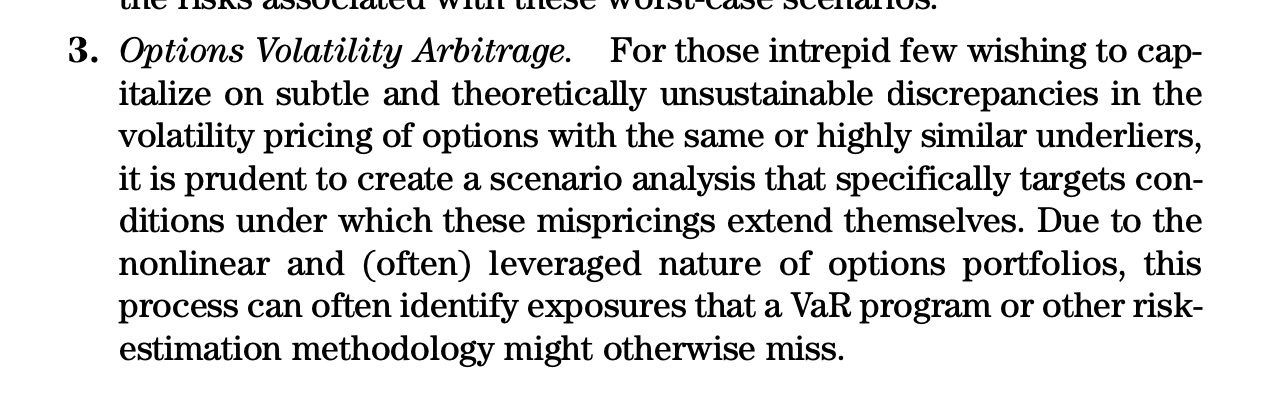 the risks associated with these worst-case scenarios.
3. Options Volatility Arbitrage. For those intrepid few wishing to cap-
italize on subtle and theoretically unsustainable discrepancies in the
volatility pricing of options with the same or highly similar underliers,
it is prudent to create a scenario analysis that specifically targets con-
ditions under which these mispricings extend themselves. Due to the
nonlinear and (often) leveraged nature of options portfolios, this
process can often identify exposures that a VaR program or other risk-
estimation methodology might otherwise miss.